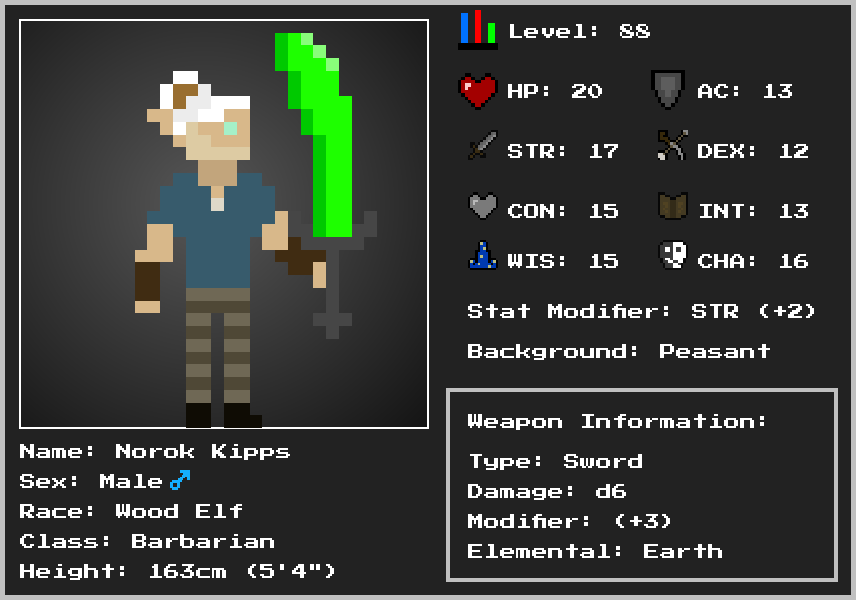 Level: 88
HP: 20
AC: 13
STR: 17
DEX: 12
CON: 15
INT: 13
WIS: 15
CHA: 16
Stat Modifier: STR (+2)
Background: Peasant
Weapon Information:
Type: Sword
Damage: d6
Modifier: (+3)
Elemental: Earth
Name: Norok Kipps
Sex: Male♂
Race: Wood Elf
Class: Barbarian
Height: 163cm (5'4")